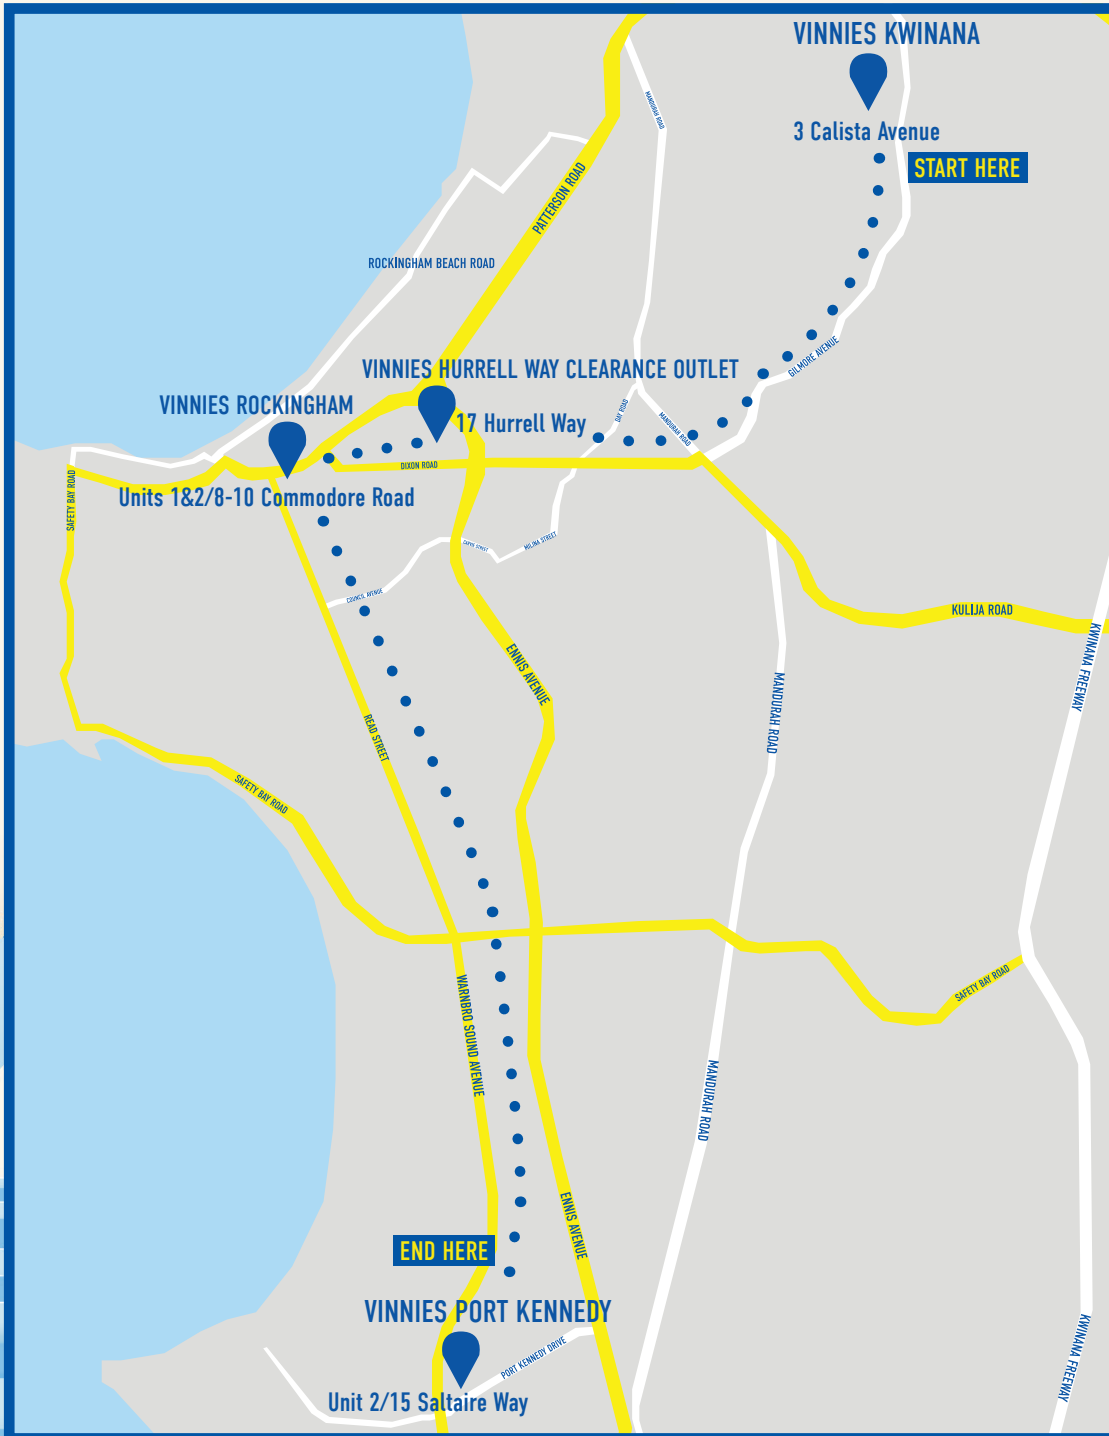 VINNIES KWINANA
3 Calista Avenue
START HERE
MANDURAH ROAD
PATTERSON ROAD
ROCKINGHAM BEACH ROAD
GILMORE AVENUE
VINNIES HURRELL WAY CLEARANCE OUTLET
17 Hurrell Way
DAY ROAD
MANDURAH ROAD
VINNIES ROCKINGHAM
DIXON ROAD
Units 1&2/8-10 Commodore Road
SAFETY BAY ROAD
CAPRI STREET
MILINA STREET
COUNCIL AVENUE
KULIJA ROAD
KWINANA FREEWAY
ENNIS AVENUE
MANDURAH ROAD
READ STREET
SAFETY BAY ROAD
SAFETY BAY ROAD
WARNBRO SOUND AVENUE
MANDURAH ROAD
ENNIS AVENUE
END HERE
VINNIES PORT KENNEDY
PORT KENNEDY DRIVE
Unit 2/15 Saltaire Way
KWINANA FREEWAY